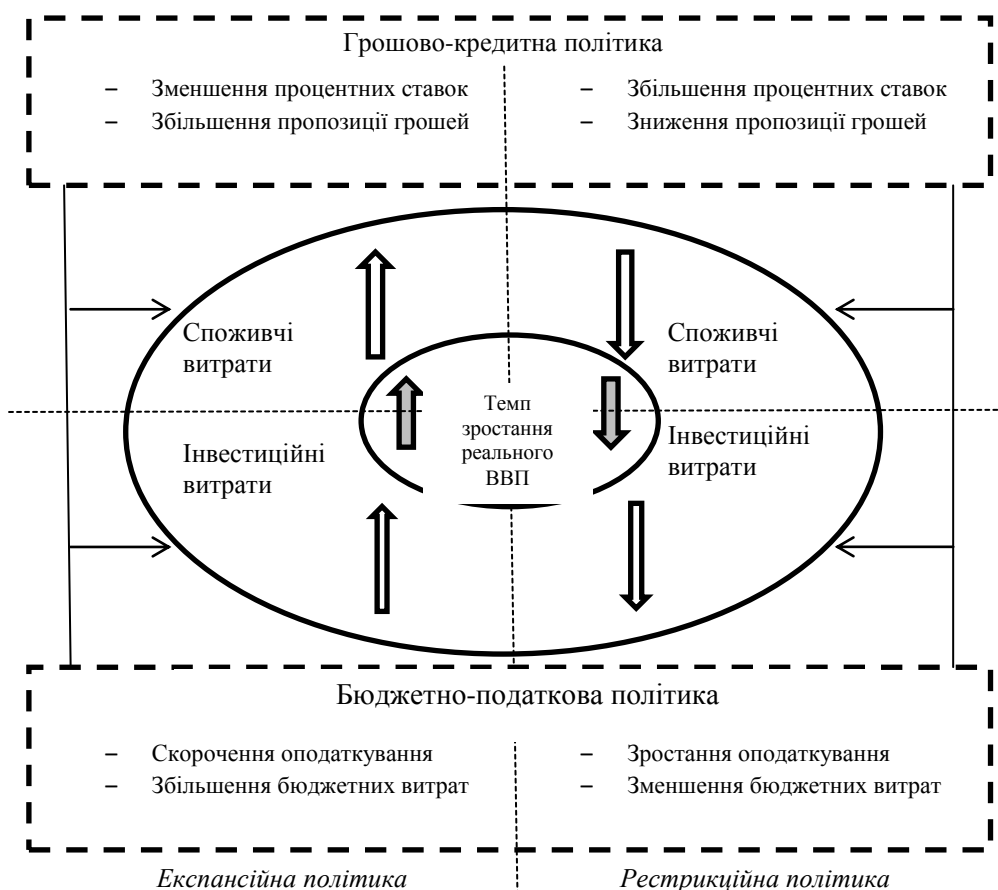 Грошово-кредитна політика
– Зменшення процентних ставок
– Збільшення пропозиції грошей
– Збільшення процентних ставок
– Зниження пропозиції грошей
Споживчі
витрати
Споживчі
витрати
Темп
зростання
реального
ВВП
Інвестиційні
витрати
Інвестиційні
витрати
Бюджетно-податкова політика
– Скорочення оподаткування
– Збільшення бюджетних витрат
– Зростання оподаткування
– Зменшення бюджетних витрат
Експансійна політика
Рестрикційна політика